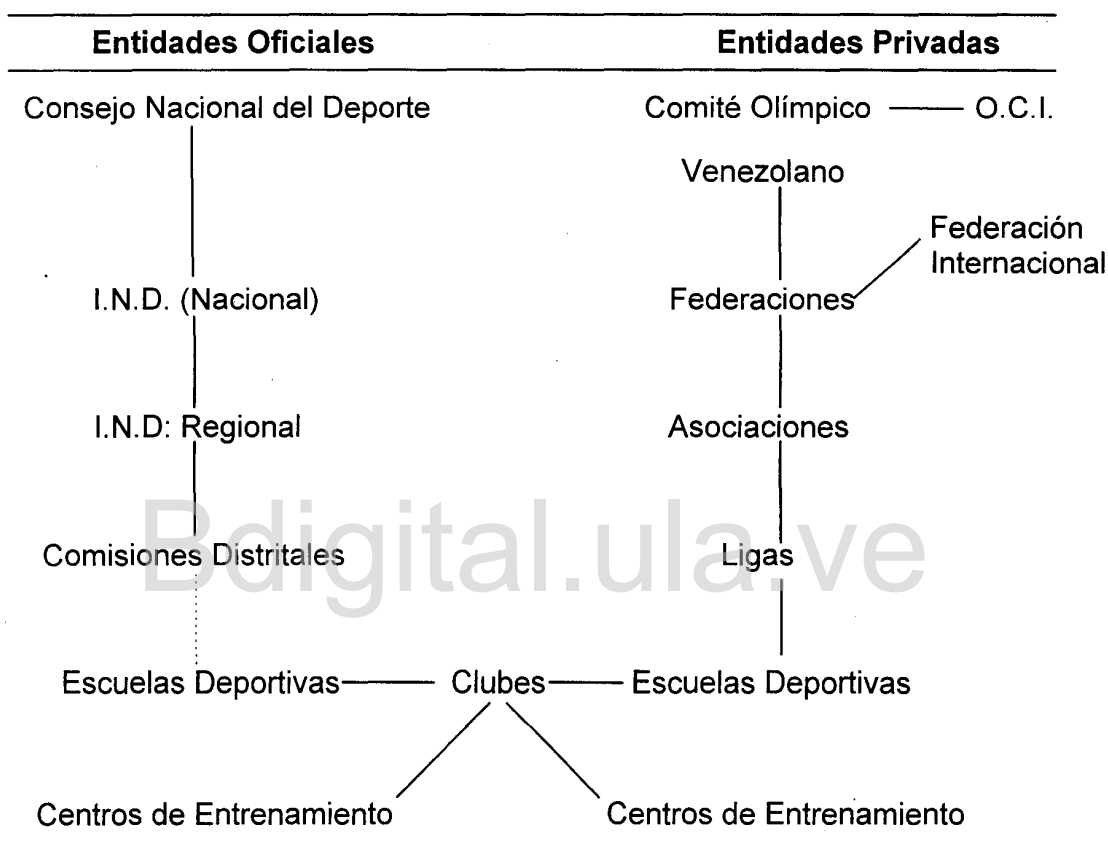 Entidades Oficiales Entidades Privadas
Consejo Nacional del Deporte Comité Olímpico O.C.I.
Venezolano
Federación
Internacional
I.N.D. (Nacional) Federaciones
I.N.D: Regional Asociaciones
Bdigital.ula.ve
Comisiones Distritales Ligas
Escuelas Deportivas Clubes Escuelas Deportivas
Centros de Entrenamiento Centros de Entrenamiento